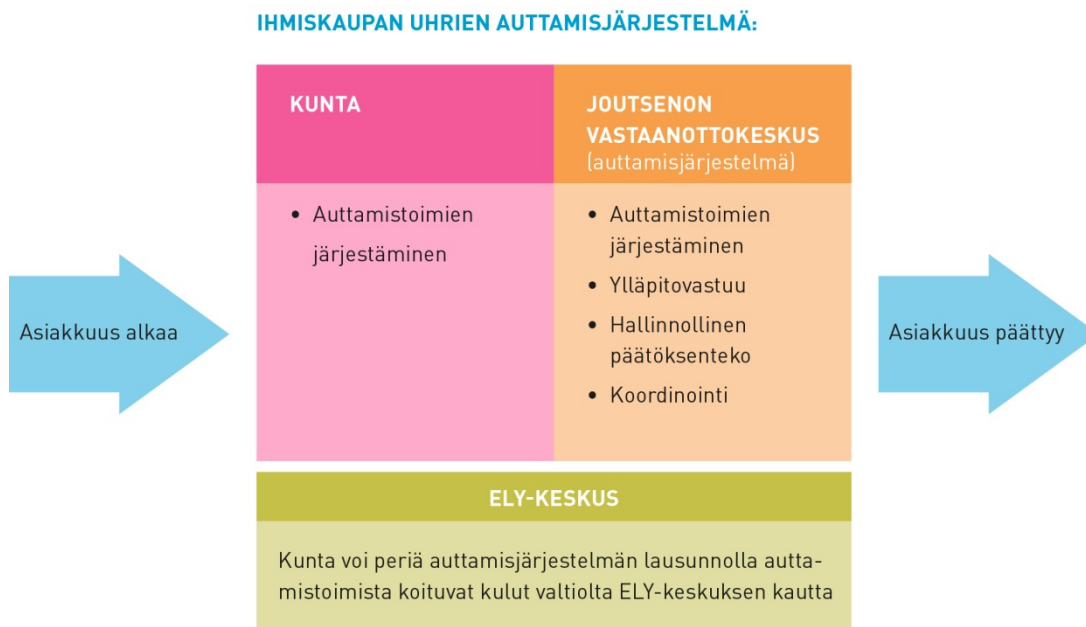 IHMISKAUPAN UHRIEN AUTTAMISJÄRJESTELMÄ:
KUNTA
• Auttamistoimien
järjestäminen
JOUTSENON
VASTAANOTTOKESKUS
(auttamisjärjestelmä)
• Auttamistoimien
järjestäminen
• Ylläpitovastuu
• Hallinnollinen
päätöksenteko
• Koordinointi
Asiakkuus alkaa
Asiakkuus päättyy
ELY-KESKUS
Kunta voi periä auttamisjärjestelmän lausunnolla autta-
mistoimista koituvat kulut valtiolta ELY-keskuksen kautta